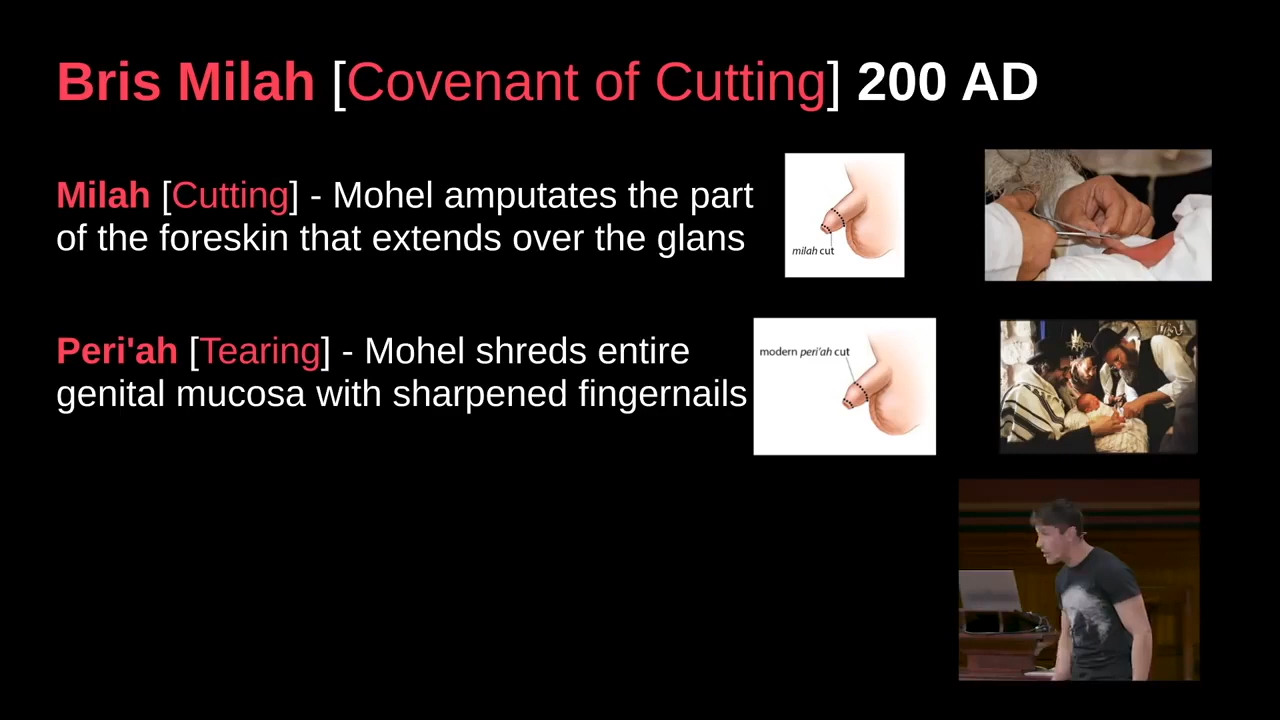 Bris Milah [Covenant of Cutting] 200 AD
Milah [Cutting] - Mohel amputates the part
of the foreskin that extends over the glans
milah cut
Peri'ah [Tearing] - Mohel shreds entire
genital mucosa with sharpened fingernails
modern peri'ah cut